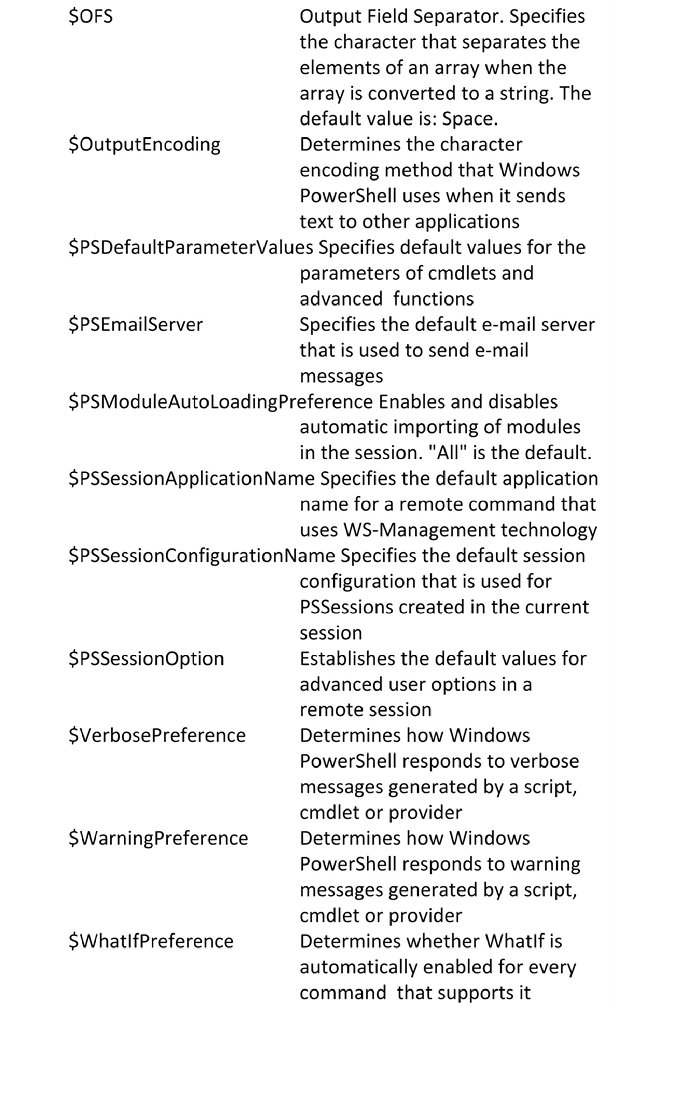 $OFS Output Field Separator. Specifies
the character that separates the
elements of an array when the
array is converted to a string. The
default value is: Space.
$OutputEncoding Determines the character
encoding method that Windows
PowerShell uses when it sends
text to other applications
$PSDefaultParameterValues Specifies default values for the
parameters of cmdlets and
advanced  functions
$PSEmailServer Specifies the default e-mail server
that is used to send e-mail
messages
$PSModuleAutoLoadingPreference Enables and disables
automatic importing of modules
in the session. "All" is the default.
$PSSessionApplicationName Specifies the default application
name for a remote command that
uses WS-Management technology
$PSSessionConfigurationName Specifies the default session
configuration that is used for
PSSessions created in the current
session
$PSSessionOption Establishes the default values for
advanced user options in a
remote session
$VerbosePreference Determines how Windows
PowerShell responds to verbose
messages generated by a script,
cmdlet or provider
$WarningPreference Determines how Windows
PowerShell responds to warning
messages generated by a script,
cmdlet or provider
$WhatIfPreference Determines whether WhatIf is
automatically enabled for every
command  that supports it